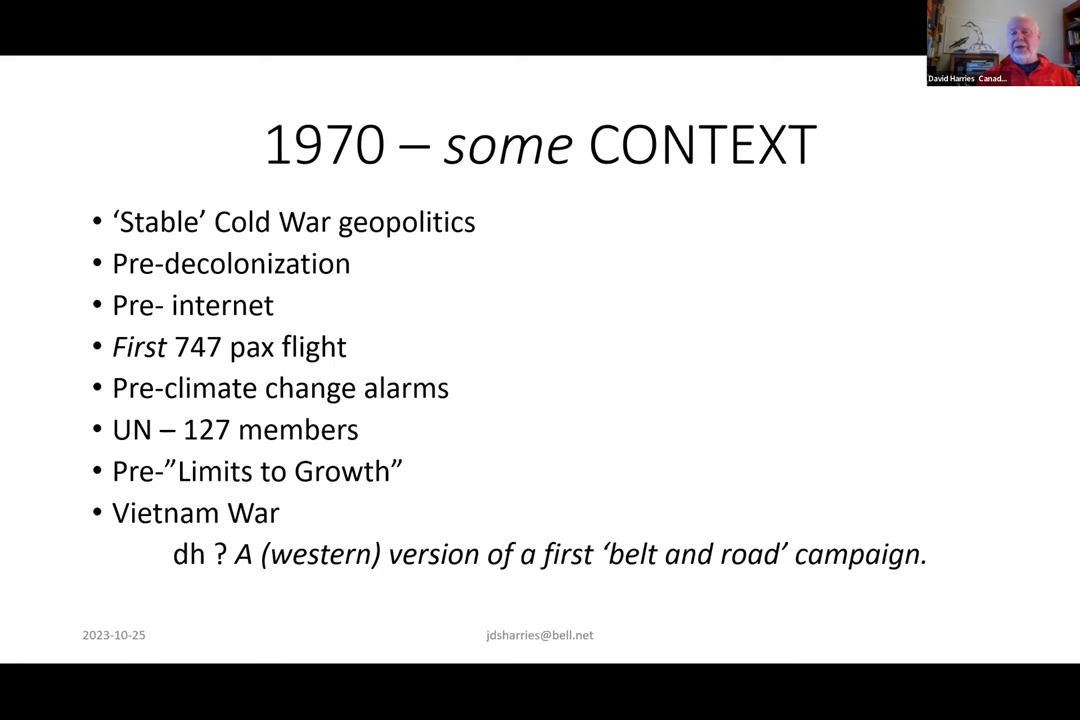 David Harries Canad...
1970 – some CONTEXT
• ‘Stable’ Cold War geopolitics
• Pre-decolonization
• Pre- internet
• First 747 pax flight
• Pre-climate change alarms
• UN – 127 members
• Pre-”Limits to Growth”
• Vietnam War
dh ? A (western) version of a first ‘belt and road’ campaign.
2023-10-25
jdsharries@bell.net